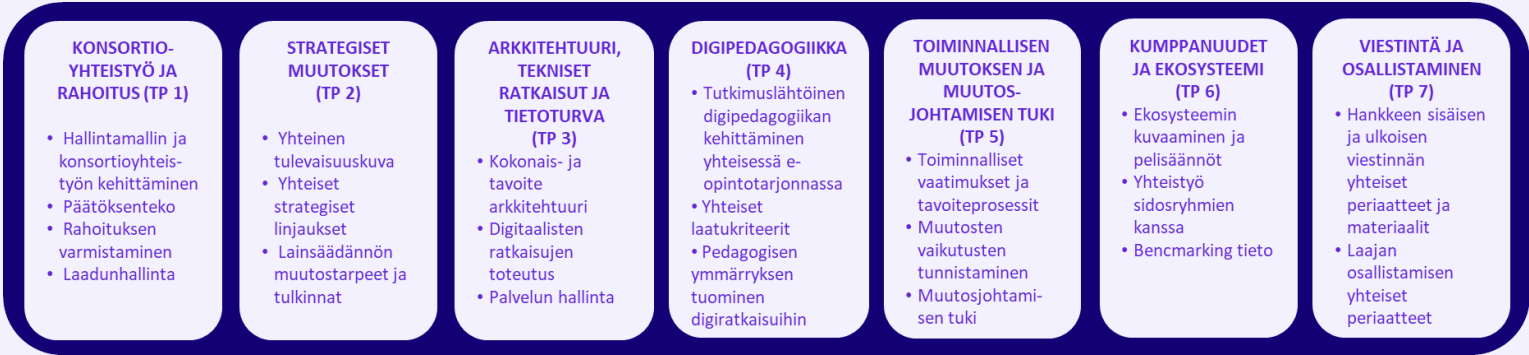 KONSORTIO-
YHTEISTYÖ JA
RAHOITUS (TP 1)
• Hallintamallin ja
konsortioyhteis-
työn kehittäminen
• Päätöksenteko
• Rahoituksen
varmistaminen
• Laadunhallinta
STRATEGISET
MUUTOKSET
(TP 2)
• Yhteinen
tulevaisuuskuva
• Yhteiset
strategiset
linjaukset
• Lainsäädännön
muutostarpeet ja
tulkinnat
ARKKITEHTUURI,
TEKNISET
RATKAISUT JA
TIETOTURVA
(TP 3)
• Kokonais- ja
tavoite
arkkitehtuuri
• Digitaalisten
ratkaisujen
toteutus
• Palvelun hallinta
DIGIPEDAGOGIIKKA
(TP 4)
• Tutkimuslähtöinen
digipedagogiikan
kehittäminen
yhteisessä e-
opintotarjonnassa
• Yhteiset
laatukriteerit
• Pedagogisen
ymmärryksen
tuominen
digiratkaisuihin
TOIMINNALLISEN
MUUTOKSEN JA
MUUTOS-
JOHTAMISEN TUKI
(TP 5)
• Toiminnalliset
vaatimukset ja
tavoiteprosessit
• Muutosten
vaikutusten
tunnistaminen
• Muutosjohtami-
sen tuki
KUMPPANUUDET
JA EKOSYSTEEMI
(TP 6)
• Ekosysteemin
kuvaaminen ja
pelisäännöt
• Yhteistyö
sidosryhmien
kanssa
• Bencmarking tieto
VIESTINTÄ JA
OSALLISTAMINEN
(TP 7)
• Hankkeen sisäisen
ja ulkoisen
viestinnän
yhteiset
periaatteet ja
materiaalit
• Laajan
osallistamisen
yhteiset
periaatteet